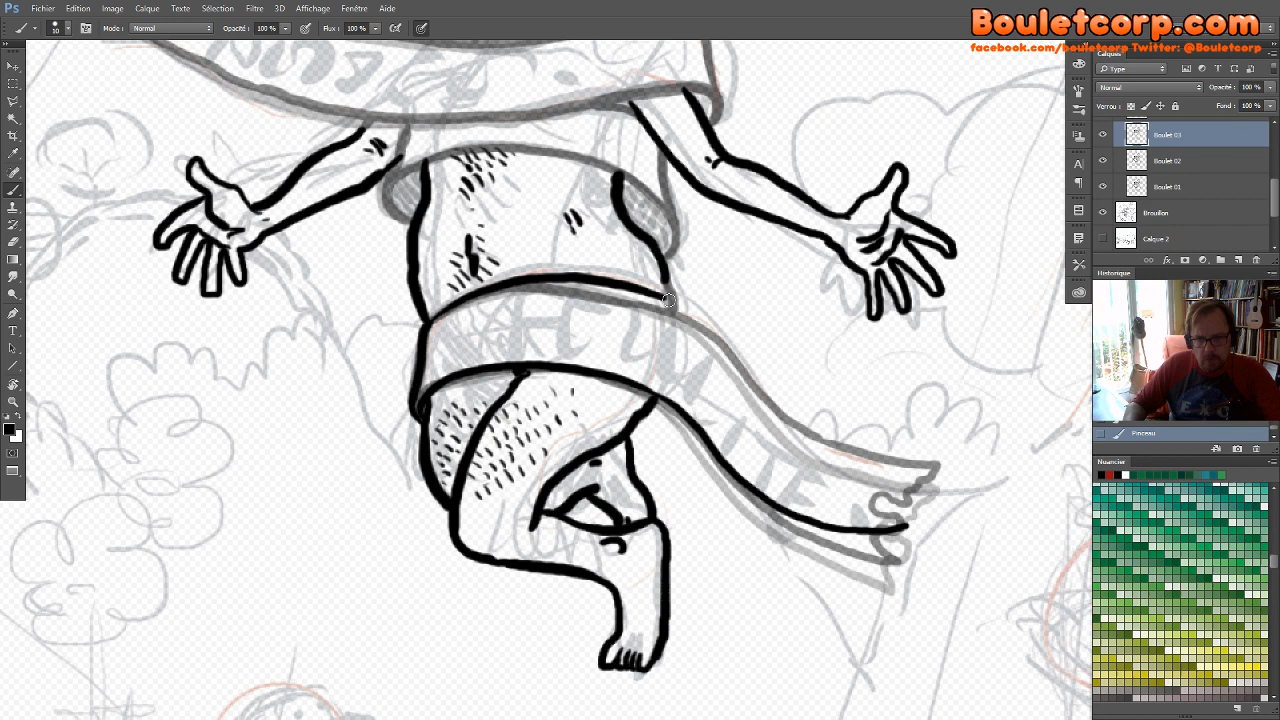 Ps Fichier Edition Image Calque Texte Sélection Filtre 3D Affichage Fenêtre Aide
10 Mode : Normal Opacité : 100 % Flux : 100 %
Bouletcorp.com
facebook.com/bouletcorp Twitter: @Bouletcorp
Calques
Type
Normal Opacité : 100 %
Verrou : Fond : 100 %
Boulet 03
Boulet 02
Boulet 01
Brouillon
Calque 2
Historique
Pinceau
Nuancier